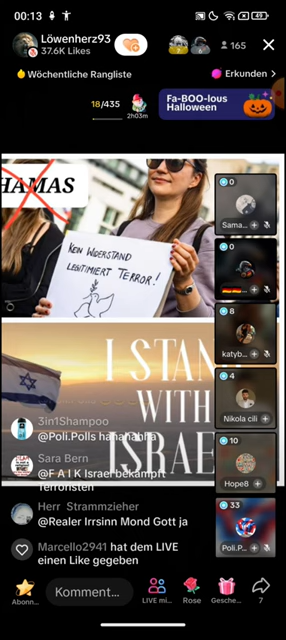 00:13
49
Löwenherz93
37.6K Likes
165
Wöchentliche Rangliste
Erkunden >
18/435
2h03m
Fa-BOO-lous
Halloween
HAMAS
KEIN WIDERSTAND
LEGITIMIERT TERROR!
I STAN
WITH
ISRAE
0
Sama...
0
8
katyb...
4
Nikola cili
10
Hope8
33
Poli.P...
3in1Shampoo
@Poli.Polls hahahahha
Sara Bern
@F A I K Israel bekämpft
Terroristen
Herr Strammzieher
@Realer Irrsinn Mond Gott ja
Marcello2941 hat dem LIVE
einen Like gegeben
Abonn...
Komment...
LIVE mi...
Rose
Gesche...
7